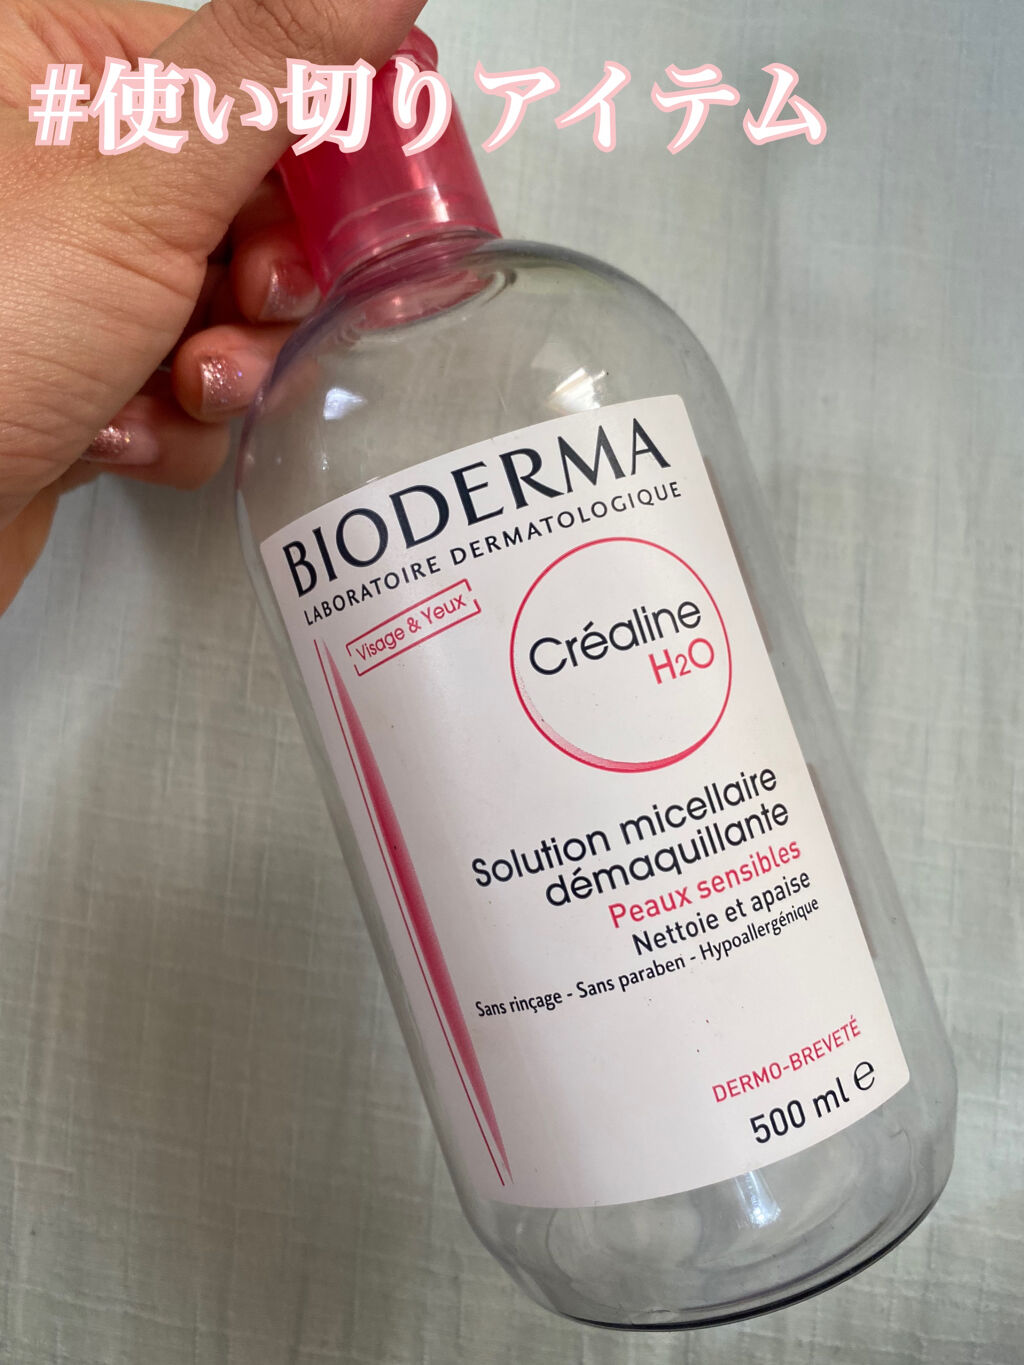 #使い切りアイテム
BIODERMA
LABORATOIRE DERMATOLOGIQUE
Visage & Yeux
Créaline
H2O
Solution micellaire
démaquillante
Peaux sensibles
Nettoie et apaise
Sans rinçage - Sans paraben - Hypoallergénique
DERMO-BREVETÉ
500 ml ℮